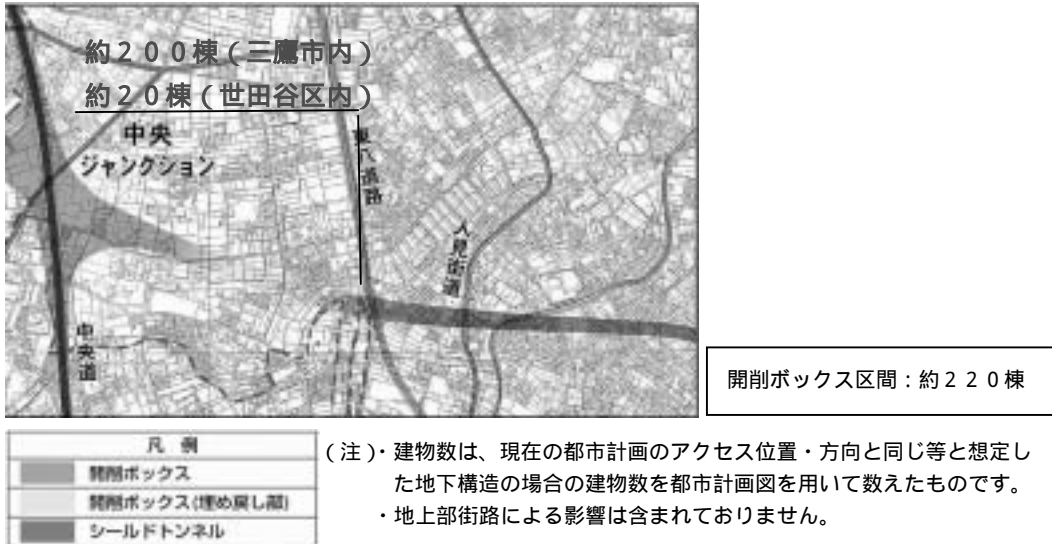 約２００棟（三鷹市内）
約２０棟（世田谷区内）
中央
ジャンクション
東八道路
人見街道
中央道
開削ボックス区間：約２２０棟
凡 例
開削ボックス
開削ボックス(埋め戻し部)
シールドトンネル
（注）・建物数は、現在の都市計画のアクセス位置・方向と同じ等と想定し
た地下構造の場合の建物数を都市計画図を用いて数えたものです。
・地上部街路による影響は含まれておりません。